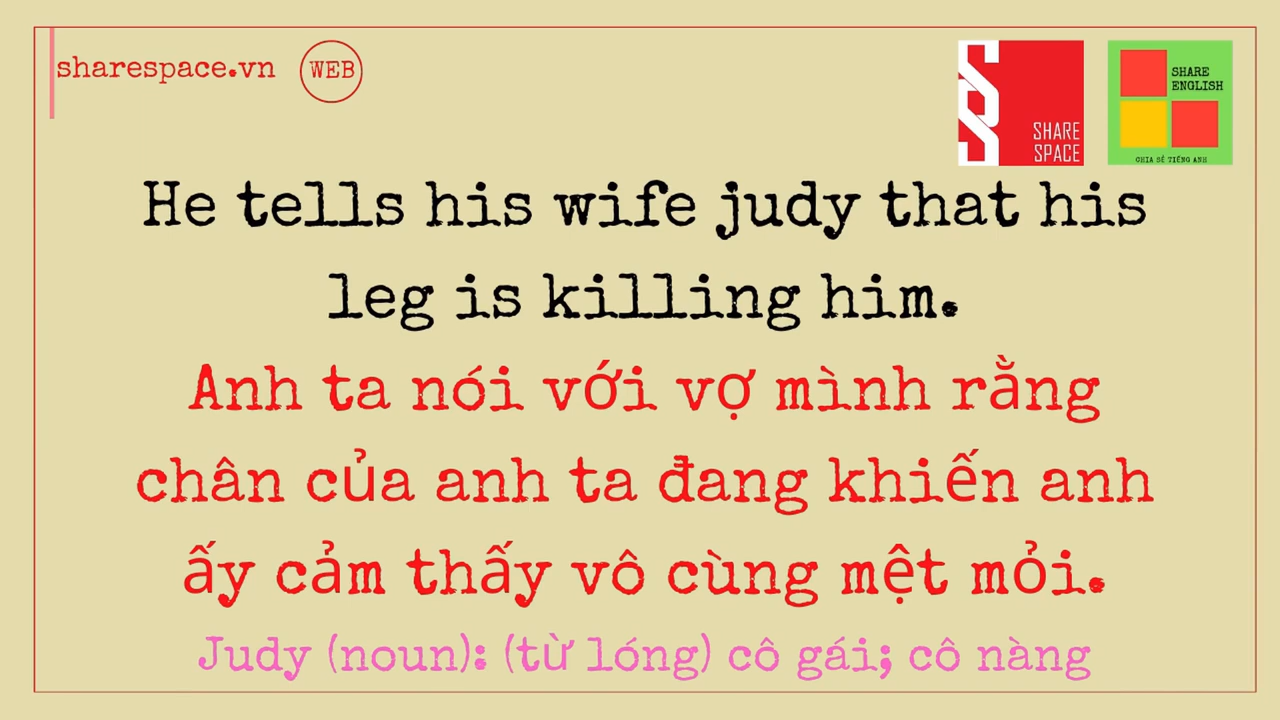 sharespace.vn WEB
SHARE
SPACE
SHARE
ENGLISH
CHIA SẺ TIẾNG ANH
He tells his wife judy that his
leg is killing him.
Anh ta nói với vợ mình rằng
chân của anh ta đang khiến anh
ấy cảm thấy vô cùng mệt mỏi.
Judy (noun): (từ lóng) cô gái; cô nàng